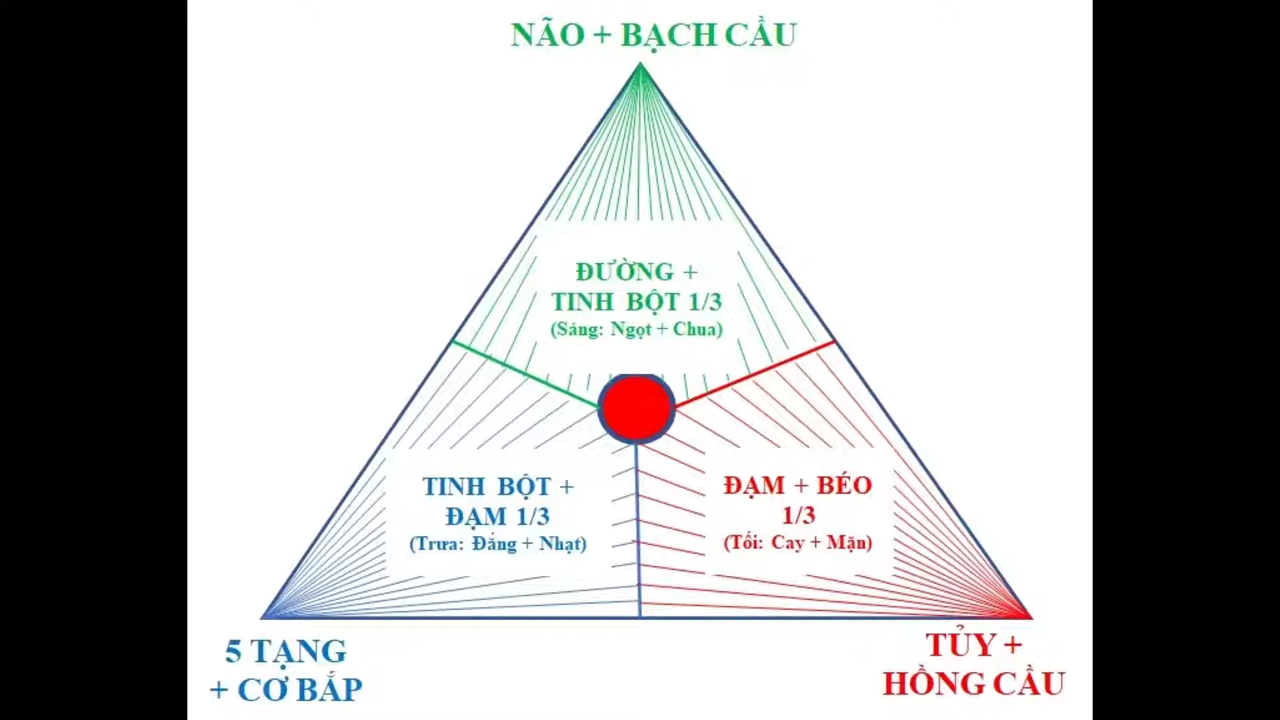 NÃO + BẠCH CẦU
ĐƯỜNG +
TINH BỘT 1/3
(Sáng: Ngọt + Chua)
TINH BỘT +
ĐẠM 1/3
(Trưa: Đắng + Nhạt)
ĐẠM + BÉO
1/3
(Tối: Cay + Mặn)
5 TẠNG
+ CƠ BẮP
TỦY +
HỒNG CẦU